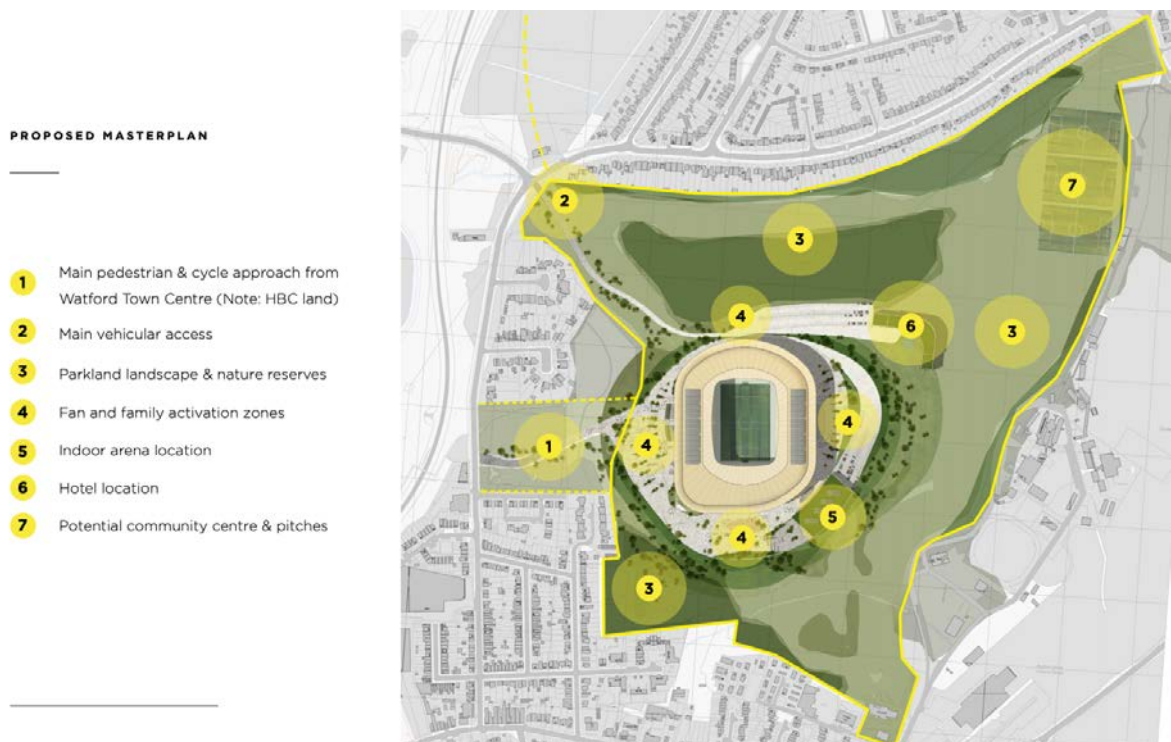 PROPOSED MASTERPLAN
1 Main pedestrian & cycle approach from
Watford Town Centre (Note: HBC land)
2 Main vehicular access
3 Parkland landscape & nature reserves
4 Fan and family activation zones
5 Indoor arena location
6 Hotel location
7 Potential community centre & pitches
2
7
3
4
6
3
4
1
4
5
4
3